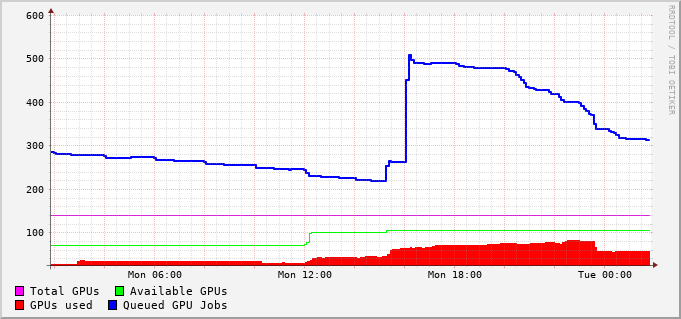 600
500
400
300
200
100
Mon 06:00 Mon 12:00 Mon 18:00 Tue 00:00
Total GPUs Available GPUs
GPUs used Queued GPU Jobs
RRDTOOL / TOBI OETIKER